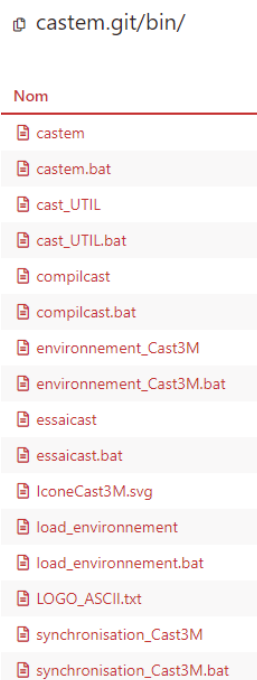 castem.git/bin/
Nom
castem
castem.bat
cast_UTIL
cast_UTIL.bat
compilcast
compilcast.bat
environnement_Cast3M
environnement_Cast3M.bat
essaicast
essaicast.bat
IconeCast3M.svg
load_environnement
load_environnement.bat
LOGO_ASCII.txt
synchronisation_Cast3M
synchronisation_Cast3M.bat